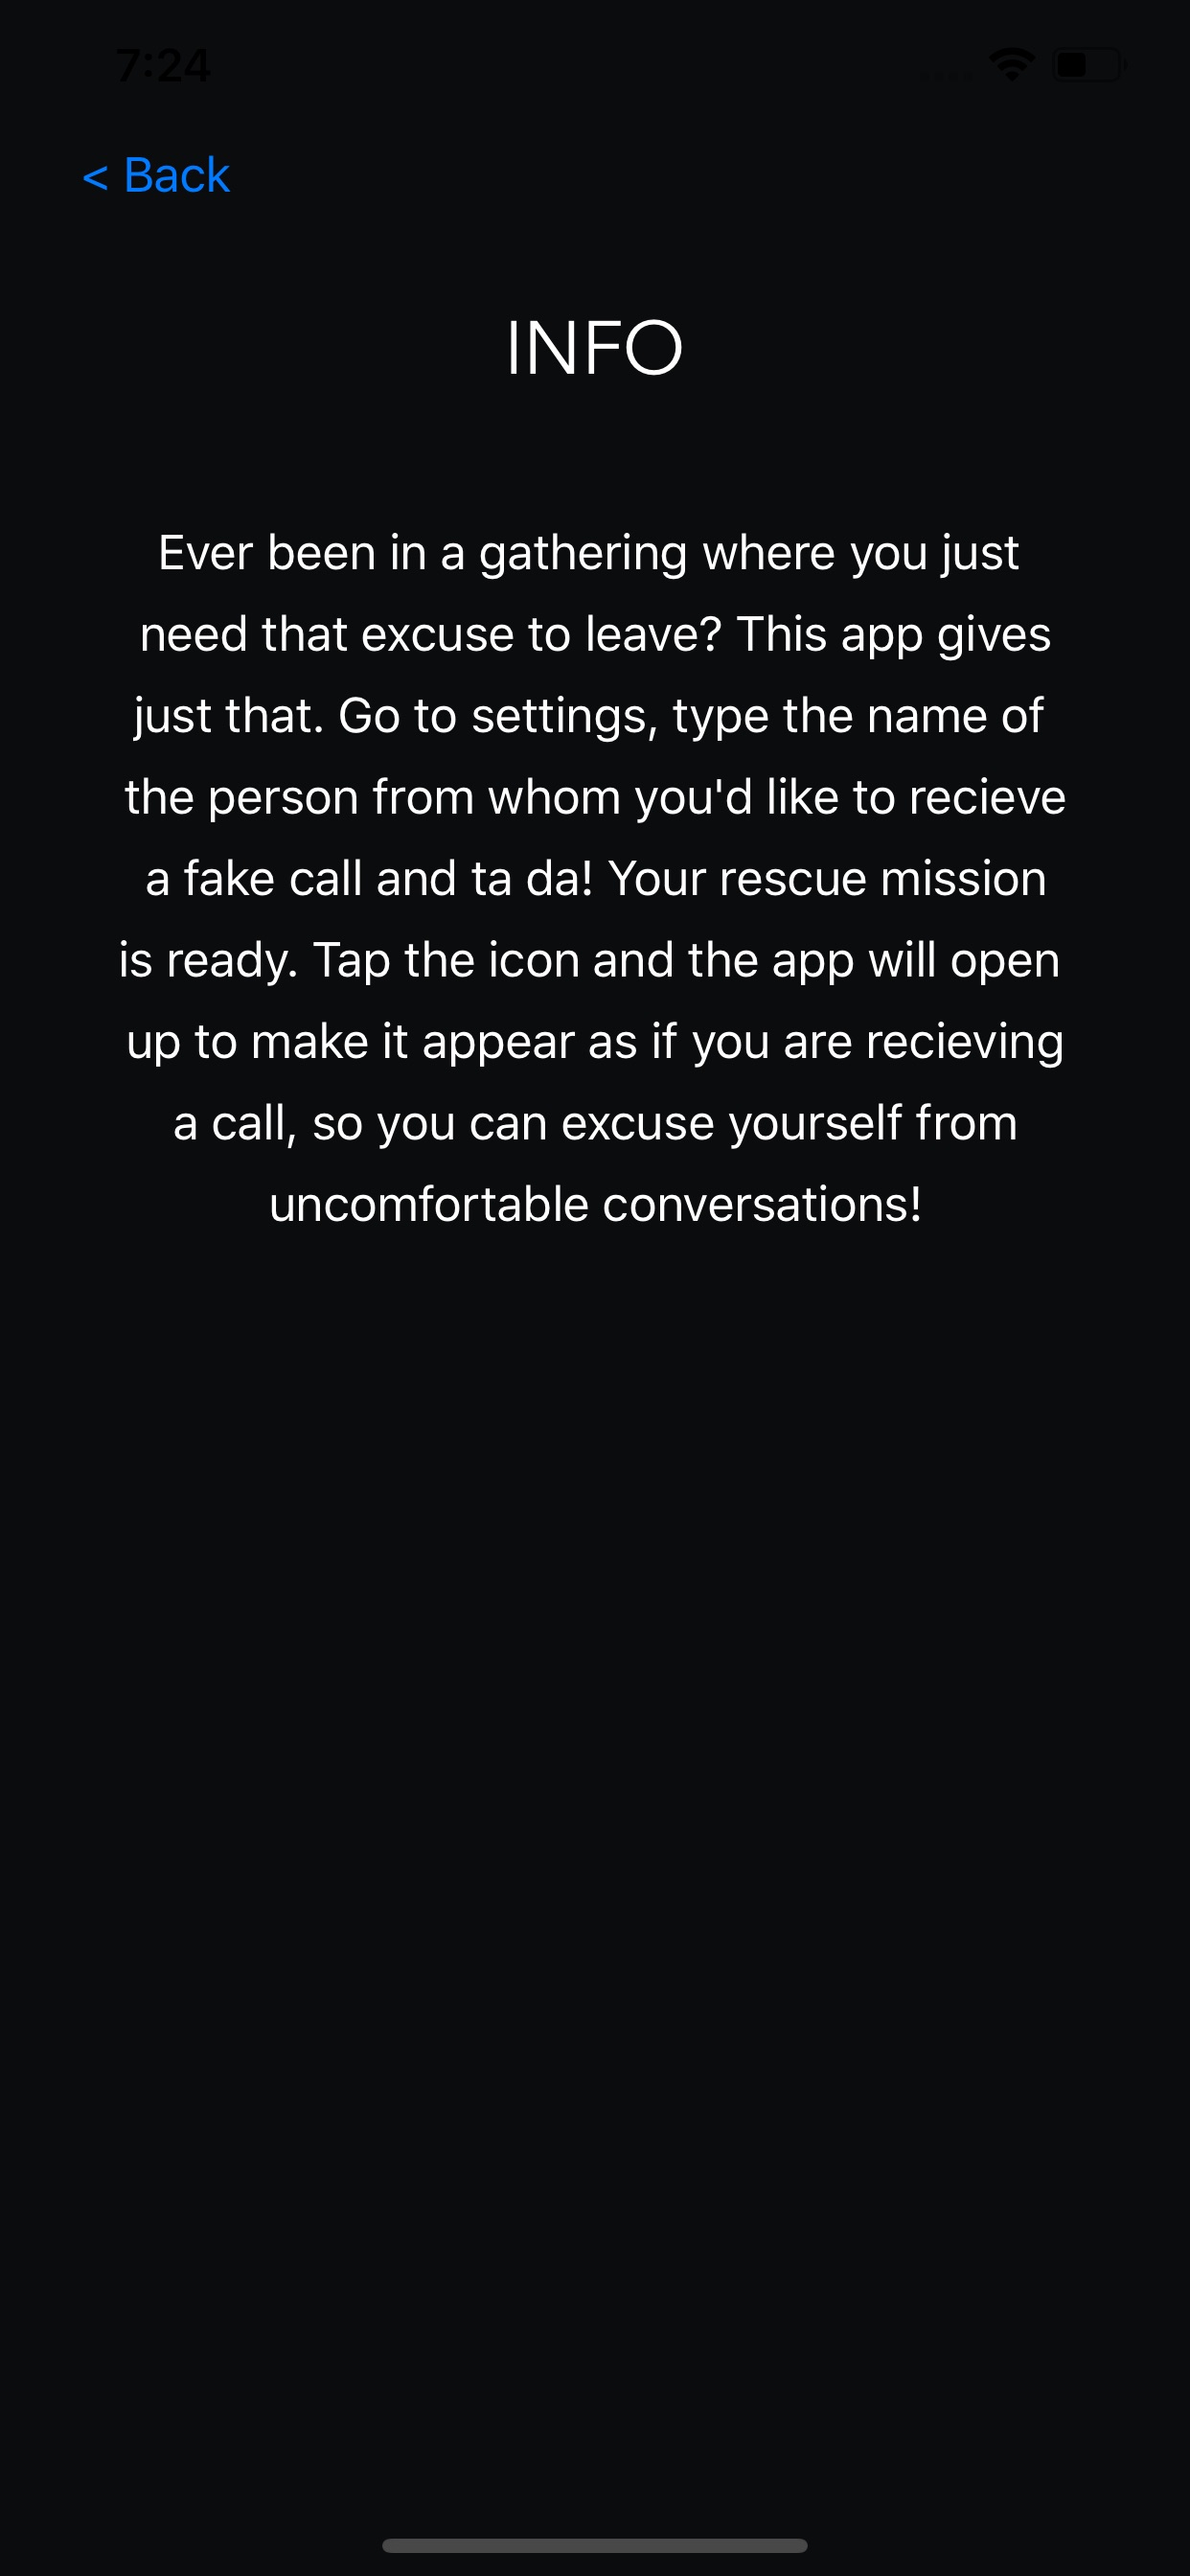 7:24
< Back
INFO
Ever been in a gathering where you just
need that excuse to leave? This app gives
just that. Go to settings, type the name of
the person from whom you'd like to recieve
a fake call and ta da! Your rescue mission
is ready. Tap the icon and the app will open
up to make it appear as if you are recieving
a call, so you can excuse yourself from
uncomfortable conversations!